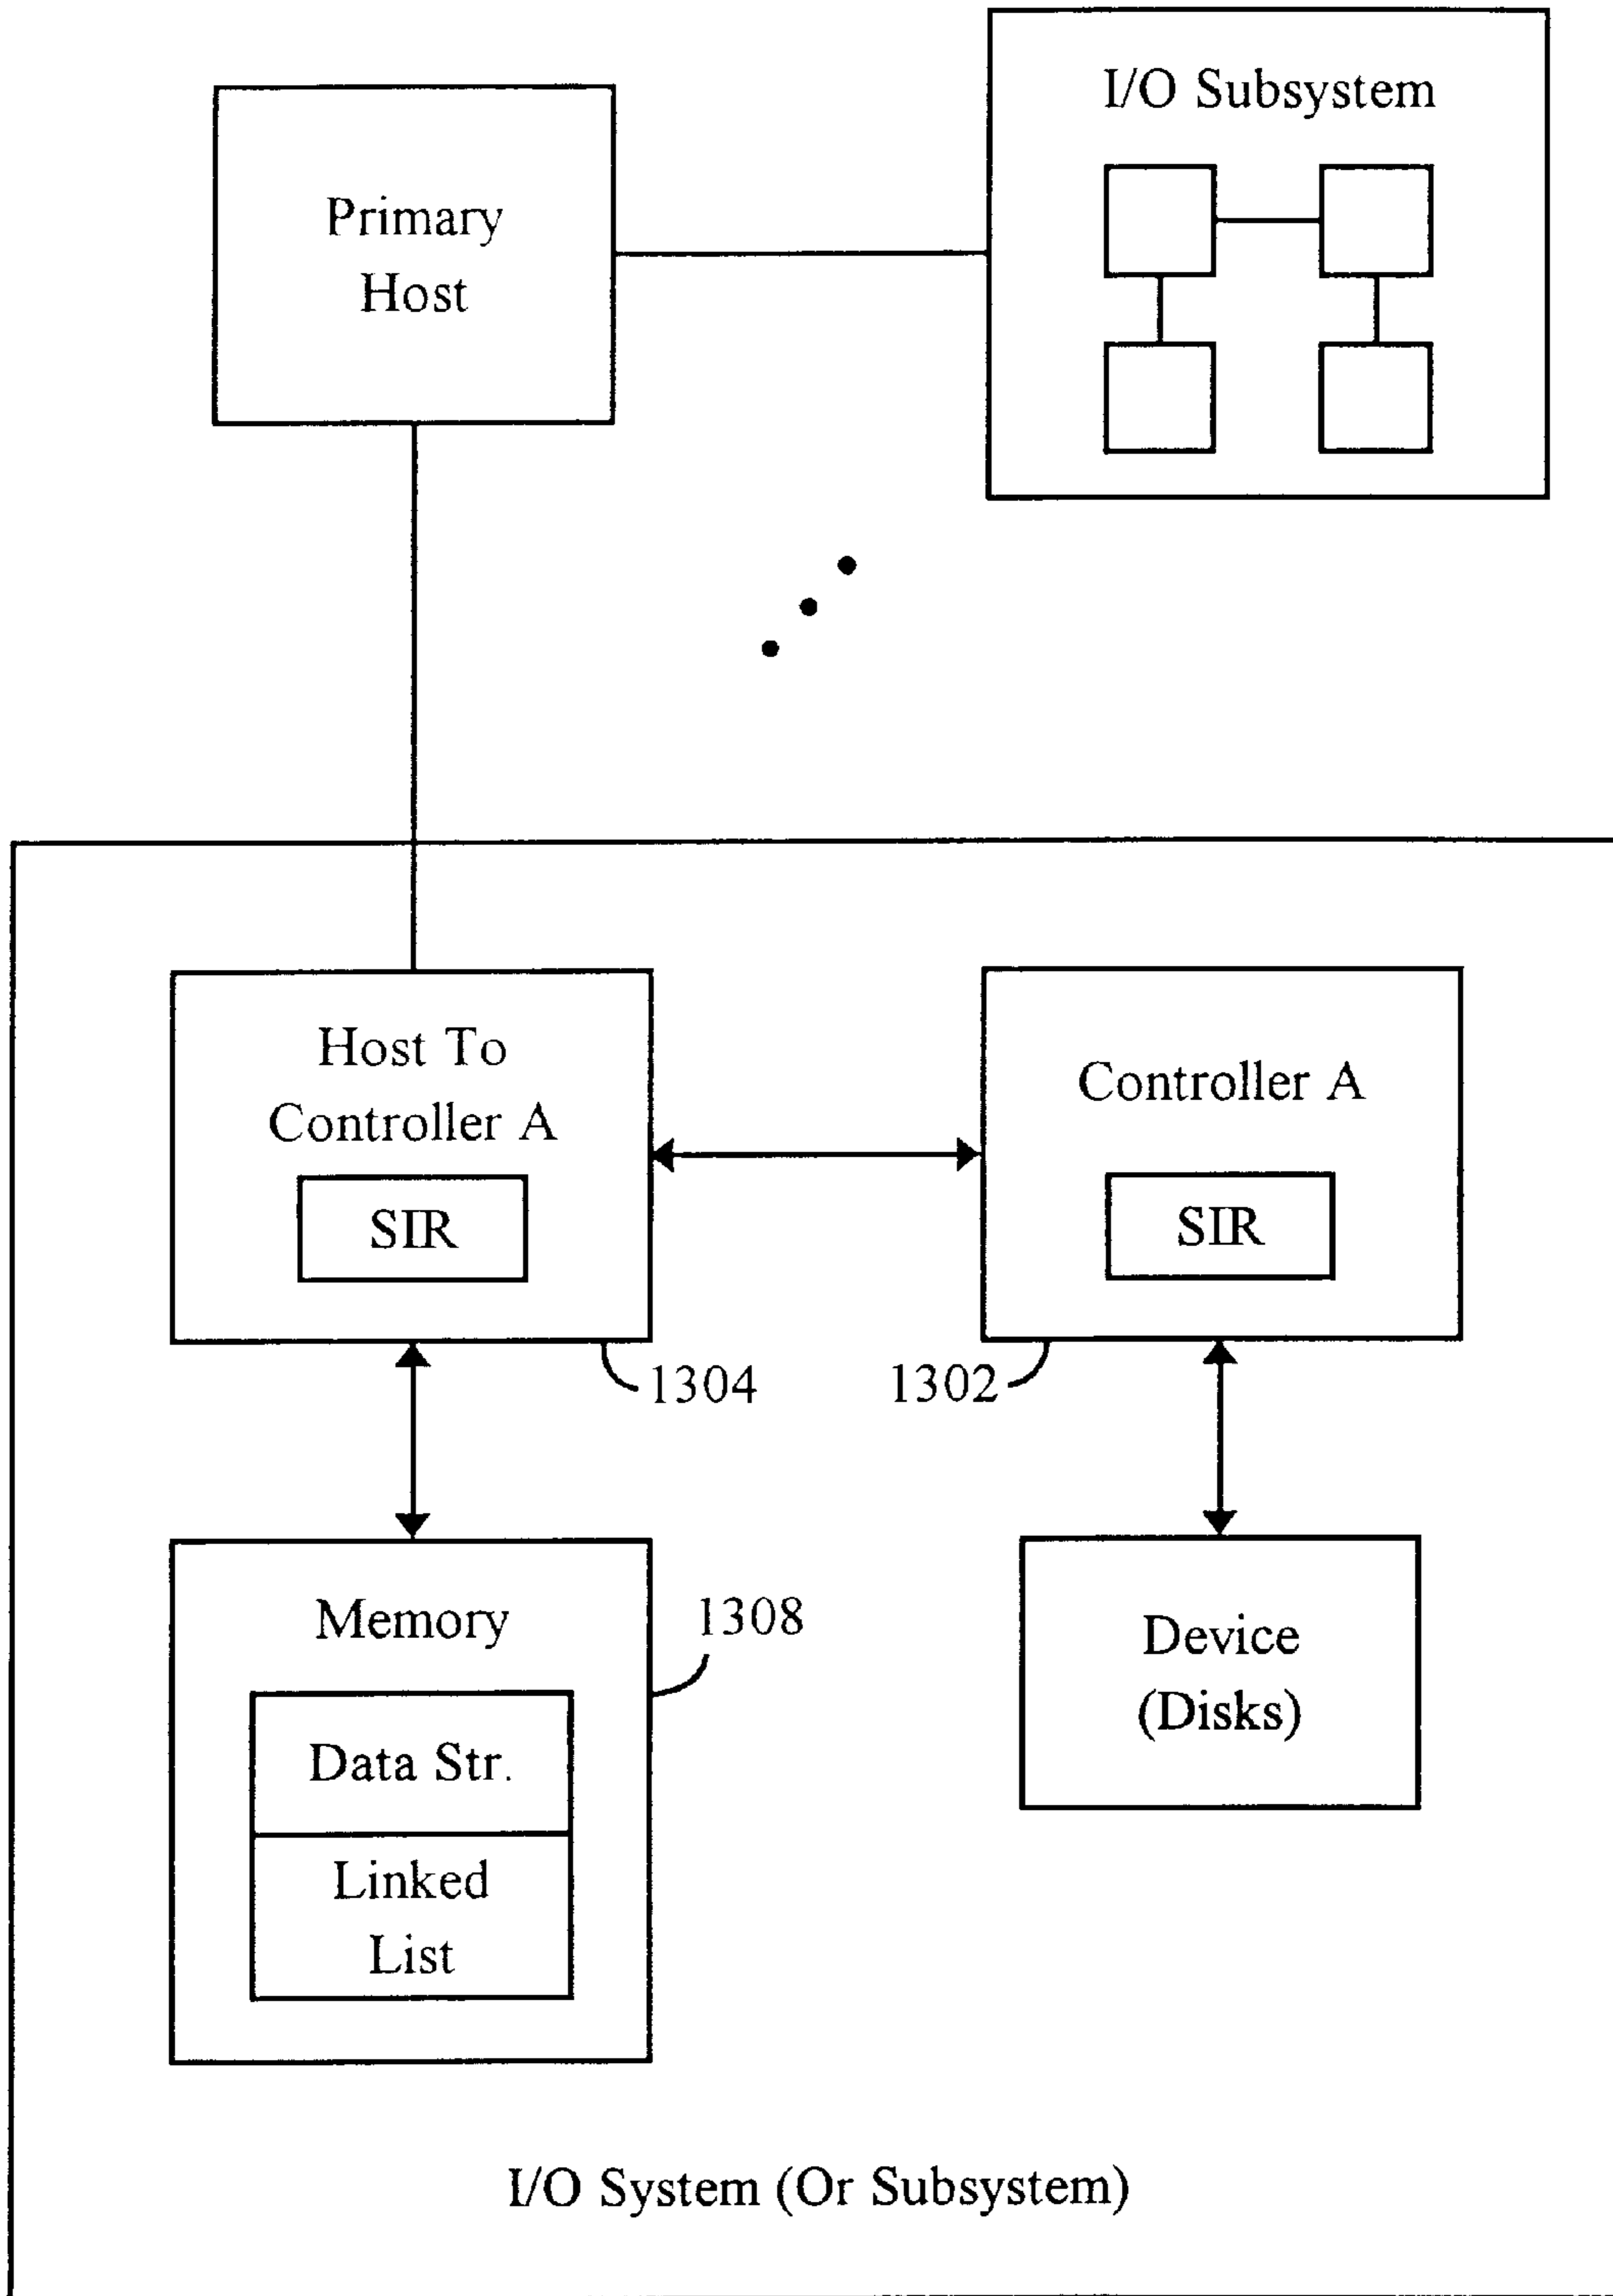 I/O Subsystem
Primary
Host
Host To
Controller A
SIR
Controller A
SIR
1304
1302
Memory
1308
Data Str.
Linked
List
Device
(Disks)
I/O System (Or Subsystem)